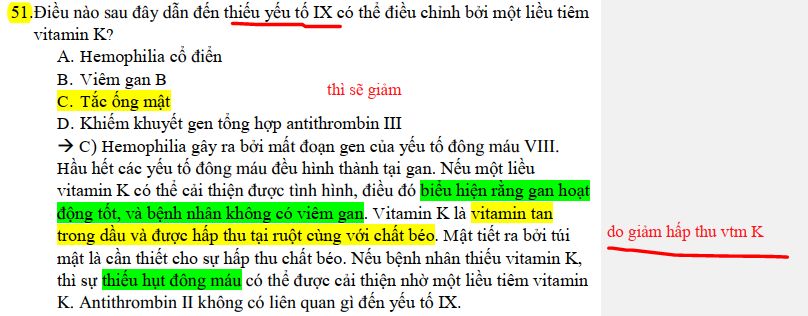 51.Điều nào sau đây dẫn đến thiếu yếu tố IX có thể điều chỉnh bởi một liều tiêm
vitamin K?
A. Hemophilia cổ điển
B. Viêm gan B
thì sẽ giảm
C. Tắc ống mật
D. Khiếm khuyết gen tổng hợp antithrombin III
→ C) Hemophilia gây ra bởi mất đoạn gen của yếu tố đông máu VIII.
Hầu hết các yếu tố đông máu đều hình thành tại gan. Nếu một liều
vitamin K có thể cải thiện được tình hình, điều đó biểu hiện rằng gan hoạt
động tốt, và bệnh nhân không có viêm gan. Vitamin K là vitamin tan
trong dầu và được hấp thu tại ruột cùng với chất béo. Mật tiết ra bởi túi
do giảm hấp thu vtm K
mật là cần thiết cho sự hấp thu chất béo. Nếu bệnh nhân thiếu vitamin K,
thì sự thiếu hụt đông máu có thể được cải thiện nhờ một liều tiêm vitamin
K. Antithrombin II không có liên quan gì đến yếu tố IX.